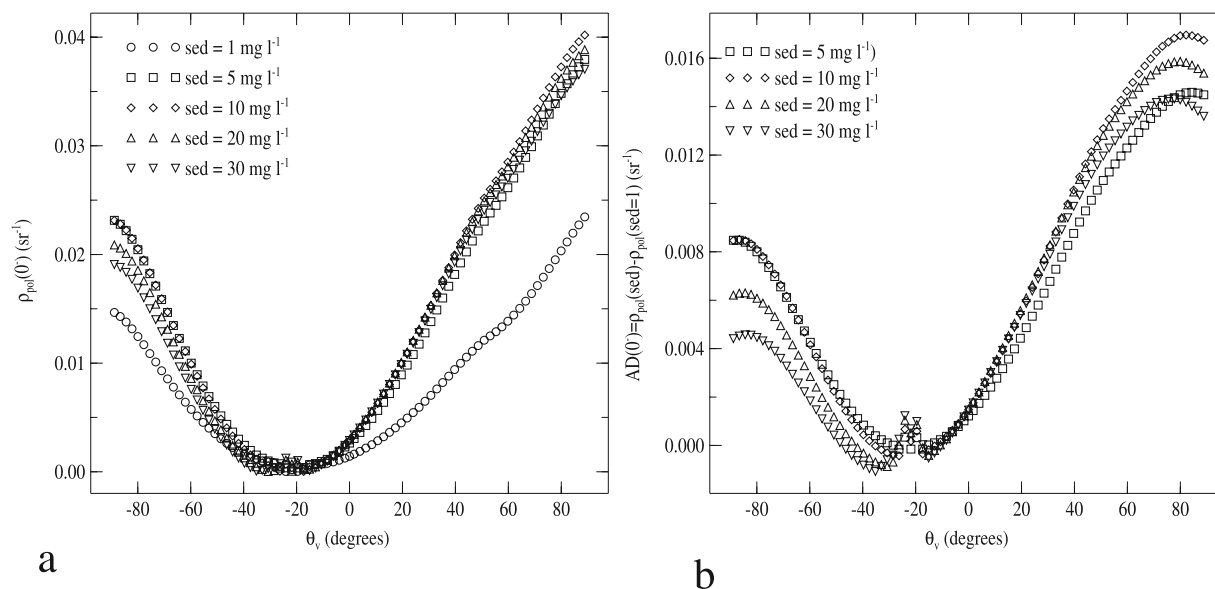 0.04
0.03
0.02
0.01
0.00
ρpol(0-) (sr-1)
sed = 1 mg l-1
sed = 5 mg l-1
sed = 10 mg l-1
sed = 20 mg l-1
sed = 30 mg l-1
-80 -60 -40 -20 0 20 40 60 80
θv (degrees)
a
0.016
0.012
0.008
0.004
0.000
AD(0-)=ρpol(sed)-ρpol(sed=1) (sr-1)
sed = 5 mg l-1)
sed = 10 mg l-1
sed = 20 mg l-1
sed = 30 mg l-1
-80 -60 -40 -20 0 20 40 60 80
θv (degrees)
b